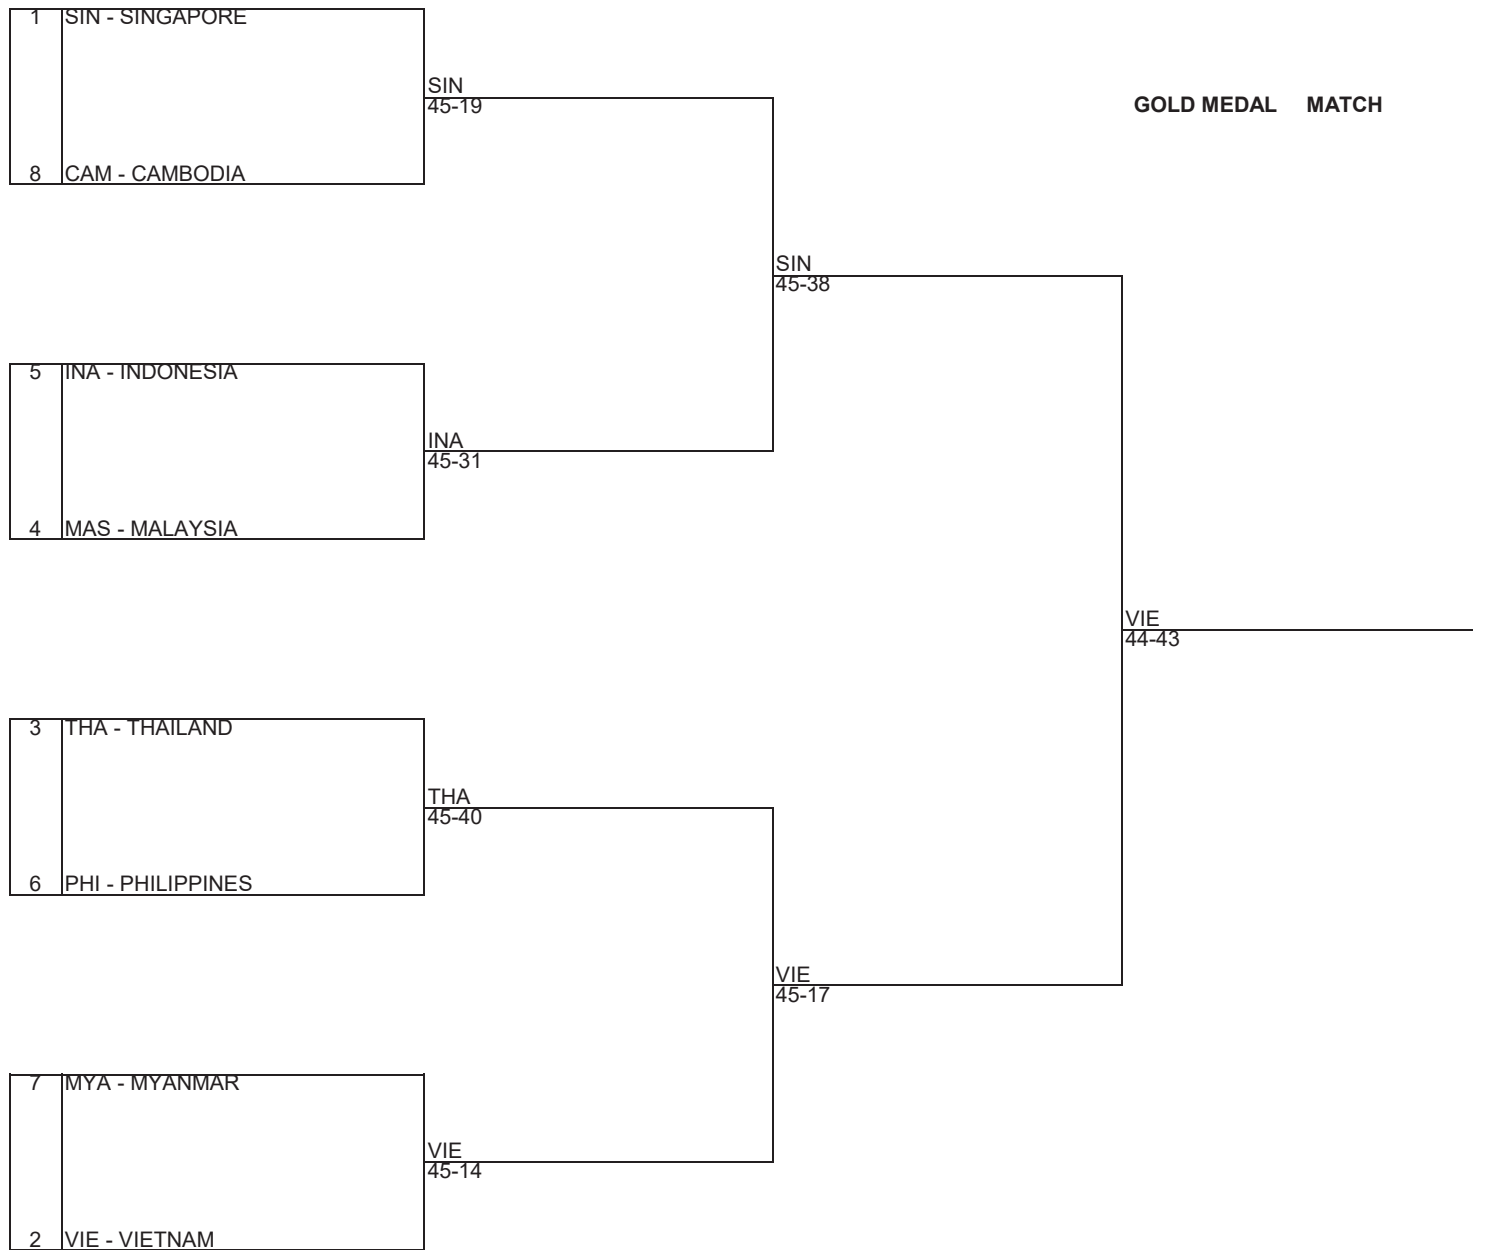 1 SIN - SINGAPORE
SIN
45-19
GOLD MEDAL MATCH
8 CAM - CAMBODIA
SIN
45-38
5 INA - INDONESIA
INA
45-31
4 MAS - MALAYSIA
VIE
44-43
3 THA - THAILAND
THA
45-40
6 PHI - PHILIPPINES
VIE
45-17
7 MYA - MYANMAR
VIE
45-14
2 VIE - VIETNAM